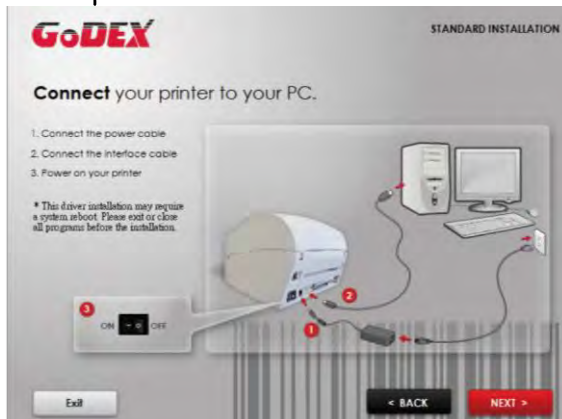 GoDEX
STANDARD INSTALLATION
Connect your printer to your PC.
1. Connect the power cable
2. Connect the interface cable
3. Power on your printer
* This driver installation may require
a system reboot. Please exit or close
all programs before the installation.
3
ON
OFF
2
1
Exit
< BACK
NEXT >